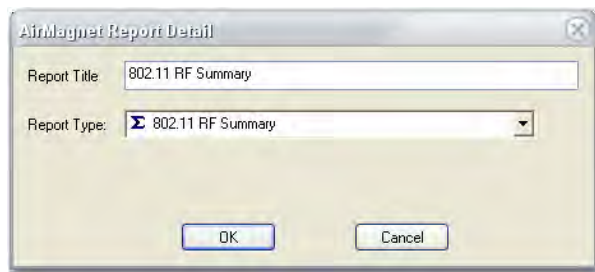 AirMagnet Report Detail
Report Title 802.11 RF Summary
Report Type: Σ 802.11 RF Summary
OK Cancel